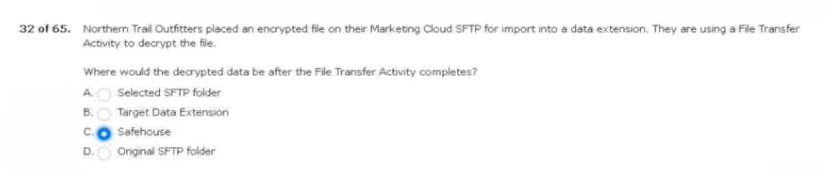 32 of 65. Northern Trail Outfitters placed an encrypted file on their Marketing Cloud SFTP for import into a data extension. They are using a File Transfer
Activity to decrypt the file.
Where would the decrypted data be after the File Transfer Activity completes?
A. Selected SFTP folder
B. Target Data Extension
C. Safehouse
D. Original SFTP folder